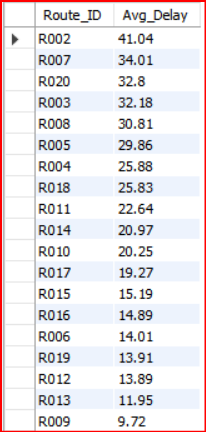 Route_ID Avg_Delay
R002 41.04
R007 34.01
R020 32.8
R003 32.18
R008 30.81
R005 29.86
R004 25.88
R018 25.83
R011 22.64
R014 20.97
R010 20.25
R017 19.27
R015 15.19
R016 14.89
R006 14.01
R019 13.91
R012 13.89
R013 11.95
R009 9.72